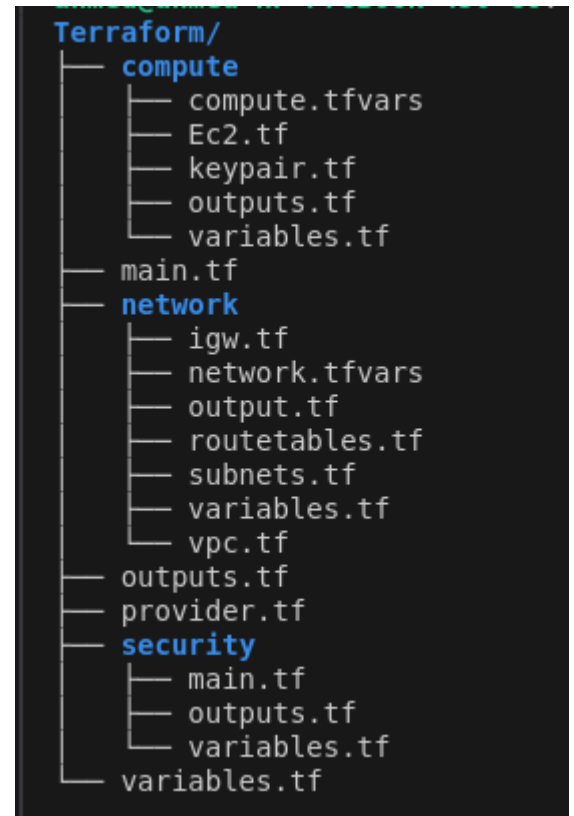 Terraform/
├── compute
│   ├── compute.tfvars
│   ├── Ec2.tf
│   ├── keypair.tf
│   ├── outputs.tf
│   └── variables.tf
├── main.tf
├── network
│   ├── igw.tf
│   ├── network.tfvars
│   ├── output.tf
│   ├── routetables.tf
│   ├── subnets.tf
│   ├── variables.tf
│   └── vpc.tf
├── outputs.tf
├── provider.tf
├── security
│   ├── main.tf
│   ├── outputs.tf
│   └── variables.tf
└── variables.tf